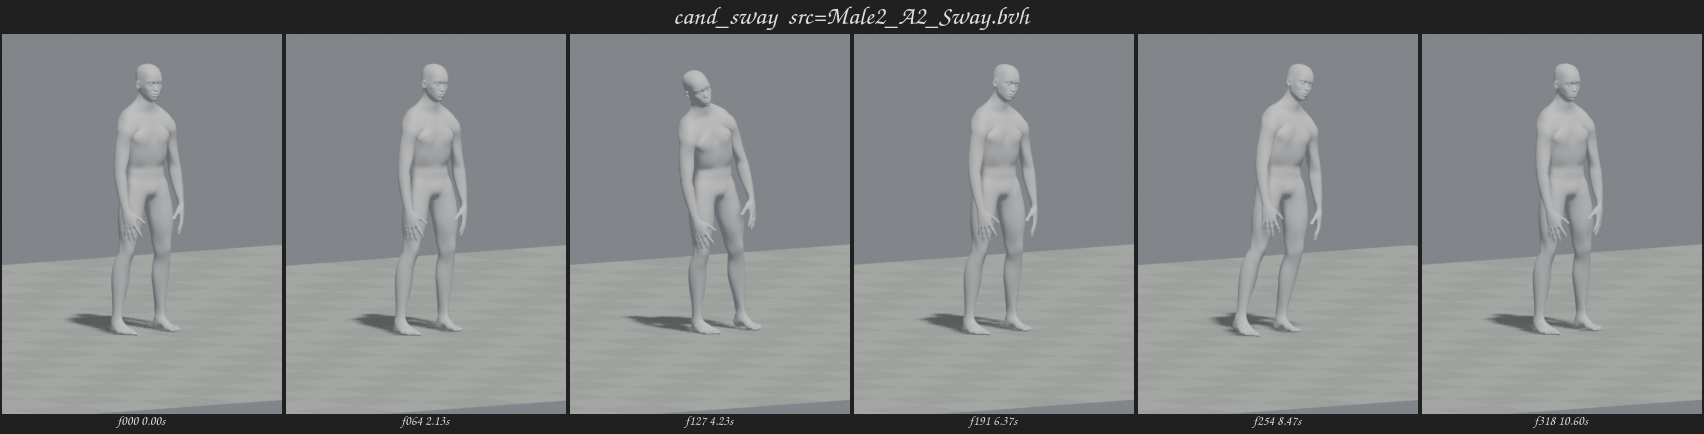 cand_sway src=Male2_A2_Sway.bvh
f000 0.00s
f064 2.13s
f127 4.23s
f191 6.37s
f254 8.47s
f318 10.60s